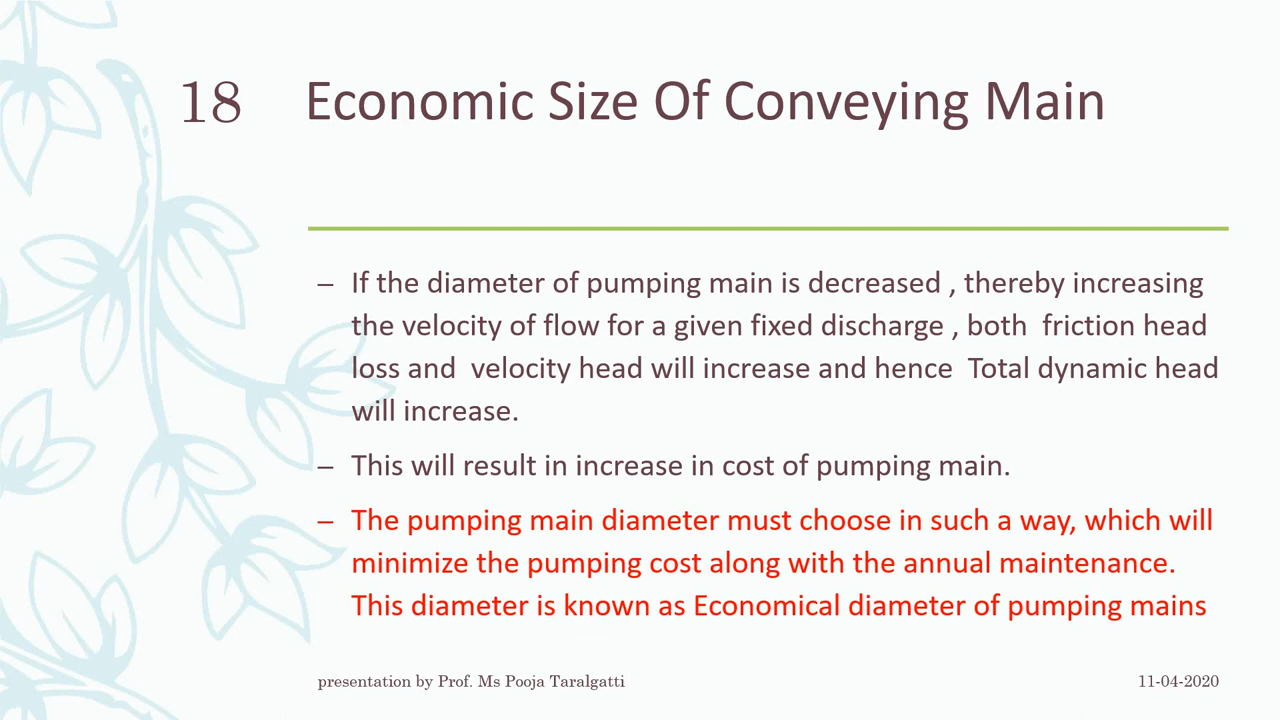 18 Economic Size Of Conveying Main
– If the diameter of pumping main is decreased , thereby increasing
the velocity of flow for a given fixed discharge , both friction head
loss and velocity head will increase and hence Total dynamic head
will increase.
– This will result in increase in cost of pumping main.
– The pumping main diameter must choose in such a way, which will
minimize the pumping cost along with the annual maintenance.
This diameter is known as Economical diameter of pumping mains
presentation by Prof. Ms Pooja Taralgatti 11-04-2020